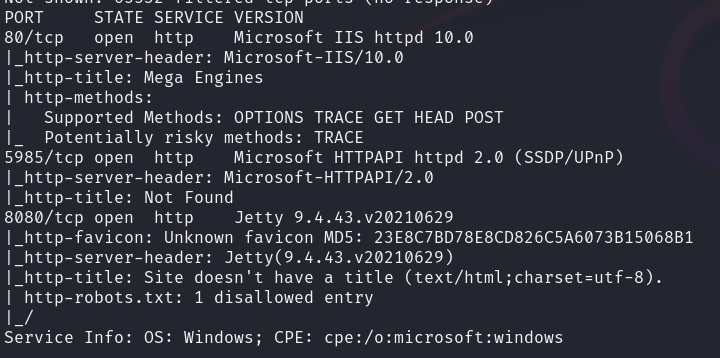 Not shown: 65532 filtered tcp ports (no response)
PORT     STATE SERVICE VERSION
80/tcp   open  http    Microsoft IIS httpd 10.0
|_http-server-header: Microsoft-IIS/10.0
|_http-title: Mega Engines
| http-methods:
|   Supported Methods: OPTIONS TRACE GET HEAD POST
|_  Potentially risky methods: TRACE
5985/tcp open  http    Microsoft HTTPAPI httpd 2.0 (SSDP/UPnP)
|_http-server-header: Microsoft-HTTPAPI/2.0
|_http-title: Not Found
8080/tcp open  http    Jetty 9.4.43.v20210629
|_http-favicon: Unknown favicon MD5: 23E8C7BD78E8CD826C5A6073B15068B1
|_http-server-header: Jetty(9.4.43.v20210629)
|_http-title: Site doesn't have a title (text/html;charset=utf-8).
| http-robots.txt: 1 disallowed entry
|_/
Service Info: OS: Windows; CPE: cpe:/o:microsoft:windows